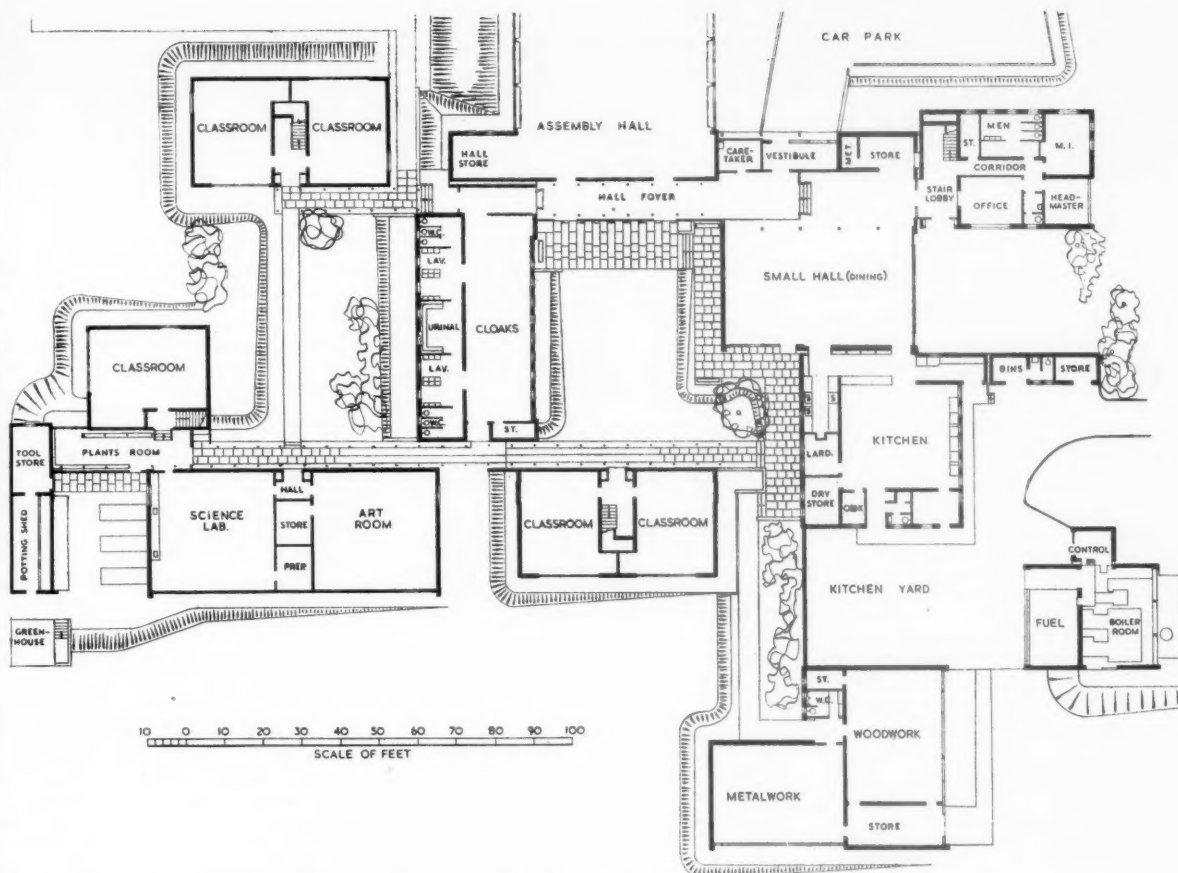 CAR PARK
CLASSROOM
CLASSROOM
ASSEMBLY HALL
HALL
STORE
CARE-
TAKER
VESTIBULE
MET.
STORE
ST.
MEN
M.I.
CORRIDOR
STAIR
LOBBY
OFFICE
HEAD-
MASTER
HALL FOYER
W.C.
LAV.
URINAL
CLOAKS
LAV.
W.C.
ST.
SMALL HALL (DINING)
CLASSROOM
BINS
STORE
S
S
S
KITCHEN
LARD.
DRY
STORE
COOK
TOOL
STORE
PLANTS ROOM
POTTING SHED
SCIENCE
LAB.
HALL
STORE
PREP.
ART
ROOM
CLASSROOM
CLASSROOM
CONTROL
KITCHEN YARD
FUEL
BOILER
ROOM
GREEN-
HOUSE
ST.
W.C.
WOODWORK
METALWORK
STORE
10 0 10 20 30 40 50 60 70 80 90 100
SCALE OF FEET